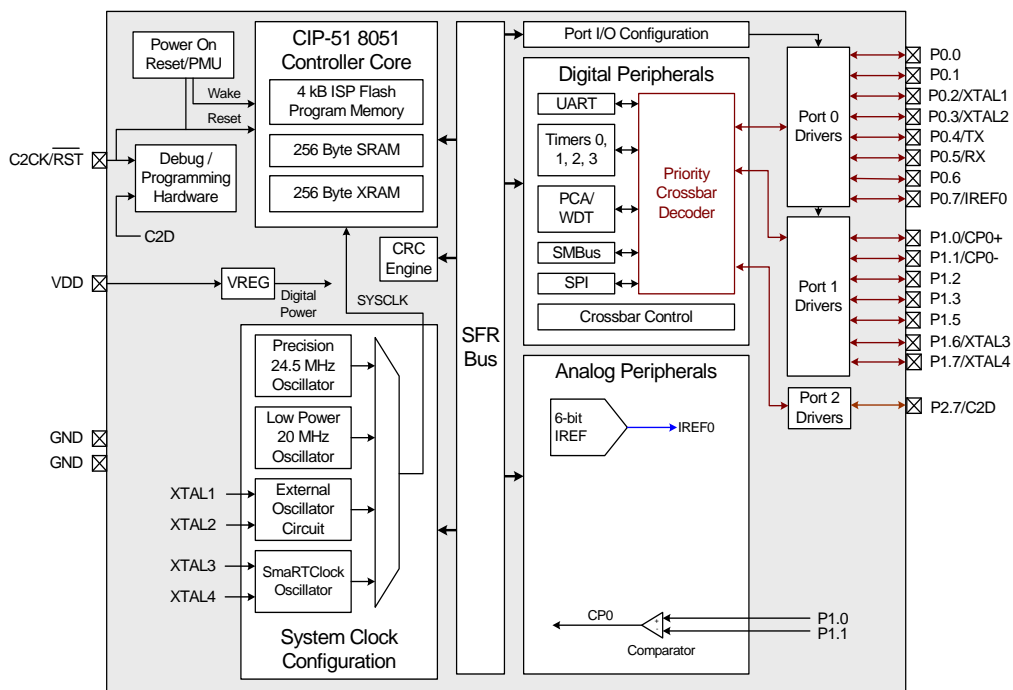 Power On
Reset/PMU
Wake
Reset
C2CK/RST
Debug /
Programming
Hardware
C2D
VDD
VREG
Digital
Power
GND
GND
CIP-51 8051
Controller Core
4 kB ISP Flash
Program Memory
256 Byte SRAM
256 Byte XRAM
CRC
Engine
SYSCLK
Precision
24.5 MHz
Oscillator
Low Power
20 MHz
Oscillator
XTAL1
XTAL2
External
Oscillator
Circuit
XTAL3
XTAL4
SmaRTClock
Oscillator
System Clock
Configuration
SFR
Bus
Port I/O Configuration
Digital Peripherals
UART
Timers 0,
1, 2, 3
PCA/
WDT
SMBus
SPI
Priority
Crossbar
Decoder
Crossbar Control
Analog Peripherals
6-bit
IREF
IREF0
CP0
+
-
Comparator
P1.0
P1.1
Port 0
Drivers
Port 1
Drivers
Port 2
Drivers
P0.0
P0.1
P0.2/XTAL1
P0.3/XTAL2
P0.4/TX
P0.5/RX
P0.6
P0.7/IREF0
P1.0/CP0+
P1.1/CP0-
P1.2
P1.3
P1.5
P1.6/XTAL3
P1.7/XTAL4
P2.7/C2D